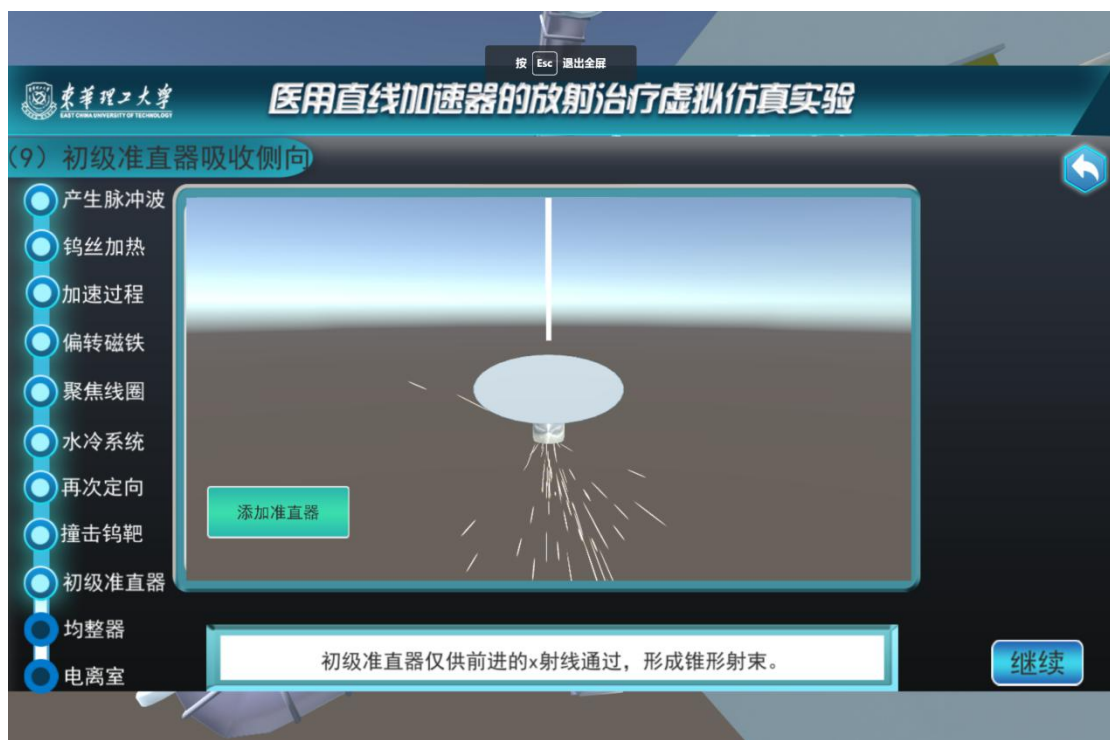 按 Esc 退出全屏
东华理工大学
EAST CHINA UNIVERSITY OF TECHNOLOGY
医用直线加速器的放射治疗虚拟仿真实验
(9) 初级准直器吸收侧向
产生脉冲波
钨丝加热
加速过程
偏转磁铁
聚焦线圈
水冷系统
再次定向
撞击钨靶
初级准直器
均整器
电离室
添加准直器
初级准直器仅供前进的x射线通过，形成锥形射束。
继续